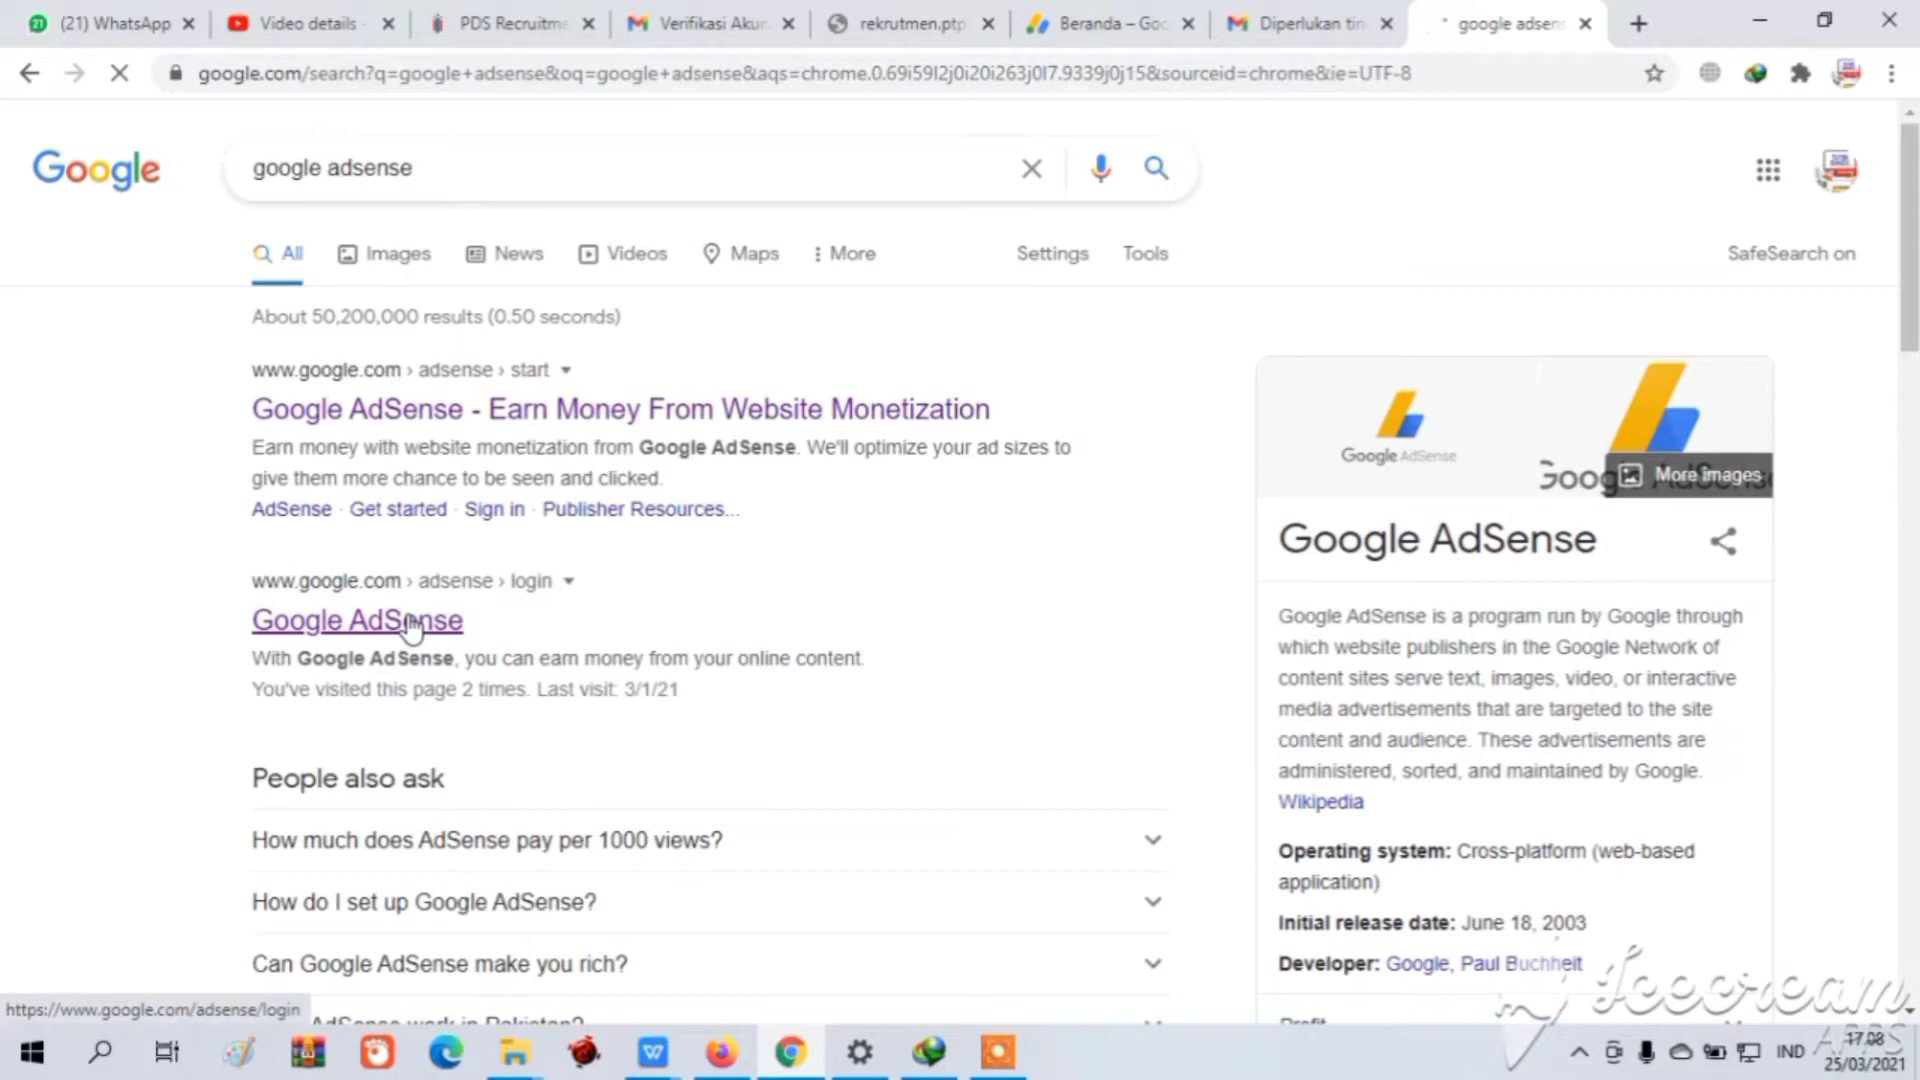 (21) WhatsApp
Video details -
PDS Recruitme
Verifikasi Akun
rekrutmen.ptp
Beranda – Goo
Diperlukan tin
google adsens
google.com/search?q=google+adsense&oq=google+adsense&aqs=chrome.0.69i59l2j0i20i263j0l7.9339j0j15&sourceid=chrome&ie=UTF-8
Google
google adsense
All
Images
News
Videos
Maps
More
Settings
Tools
SafeSearch on
About 50,200,000 results (0.50 seconds)
www.google.com › adsense › start
Google AdSense - Earn Money From Website Monetization
Earn money with website monetization from Google AdSense. We'll optimize your ad sizes to
give them more chance to be seen and clicked.
AdSense · Get started · Sign in · Publisher Resources...
www.google.com › adsense › login
Google AdSense
With Google AdSense, you can earn money from your online content.
You've visited this page 2 times. Last visit: 3/1/21
People also ask
How much does AdSense pay per 1000 views?
How do I set up Google AdSense?
Can Google AdSense make you rich?
AdSense work in Pakistan?
https://www.google.com/adsense/login
Google AdSense
More images
Google AdSense
Google AdSense is a program run by Google through
which website publishers in the Google Network of
content sites serve text, images, video, or interactive
media advertisements that are targeted to the site
content and audience. These advertisements are
administered, sorted, and maintained by Google.
Wikipedia
Operating system: Cross-platform (web-based
application)
Initial release date: June 18, 2003
Developer: Google, Paul Buchheit
Profit
Icecream
APPS
IND
17.08
25/03/2021